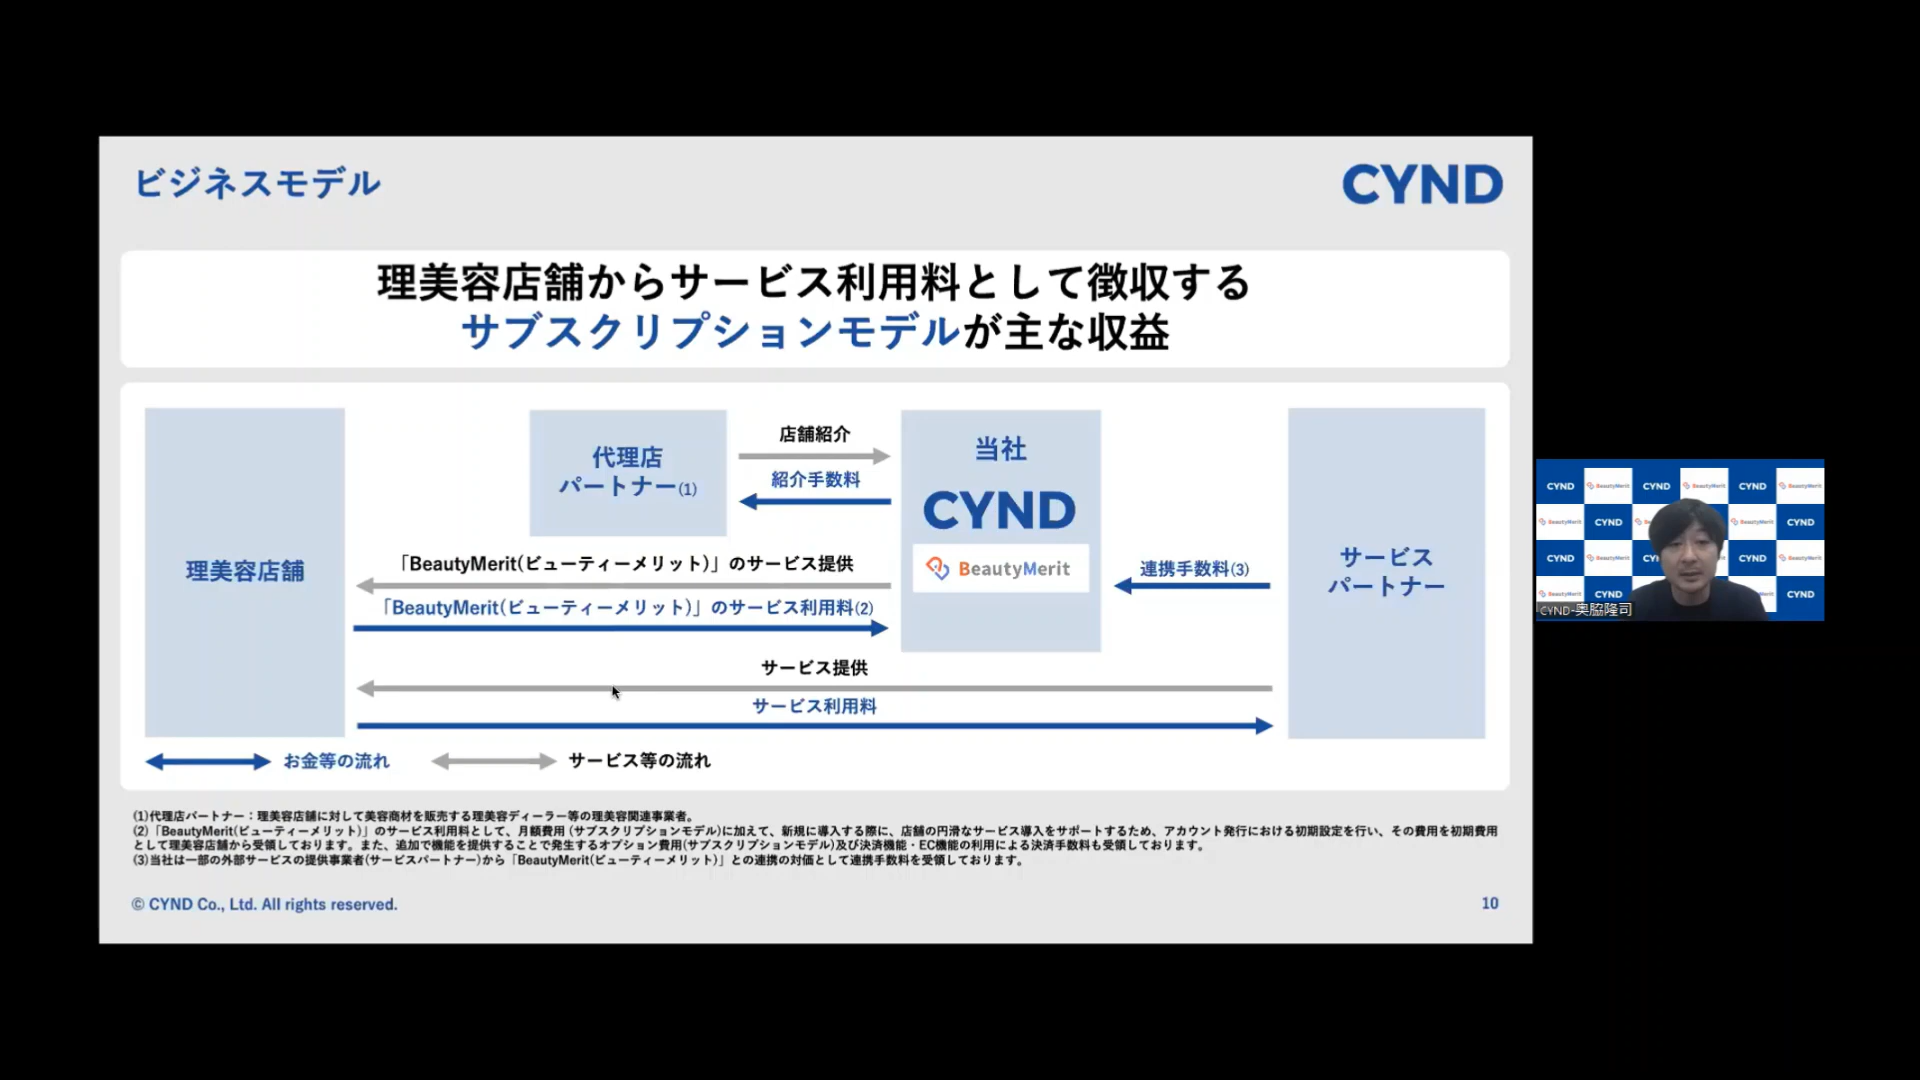 ビジネスモデル
CYND
理美容店舗からサービス利用料として徴収する
サブスクリプションモデルが主な収益
理美容店舗
代理店
パートナー(1)
店舗紹介
紹介手数料
当社
CYND
BeautyMerit
「BeautyMerit(ビューティーメリット)」のサービス提供
「BeautyMerit(ビューティーメリット)」のサービス利用料(2)
連携手数料(3)
サービス
パートナー
サービス提供
サービス利用料
お金等の流れ
サービス等の流れ
(1)代理店パートナー：理美容店舗に対して美容商材を販売する理美容ディーラー等の理美容関連事業者。
(2)「BeautyMerit(ビューティーメリット)」のサービス利用料として、月額費用 (サブスクリプションモデル)に加えて、新規に導入する際に、店舗の円滑なサービス導入をサポートするため、アカウント発行における初期設定を行い、その費用を初期費用
として理美容店舗から受領しております。また、追加で機能を提供することで発生するオプション費用(サブスクリプションモデル)及び決済機能・EC機能の利用による決済手数料も受領しております。
(3)当社は一部の外部サービスの提供事業者(サービスパートナー)から「BeautyMerit(ビューティーメリット)」との連携の対価として連携手数料を受領しております。
© CYND Co., Ltd. All rights reserved.
10
CYND BeautyMerit CYND BeautyMerit CYND BeautyMerit
BeautyMerit CYND BeautyMerit CYND
CYND BeautyMerit CYND BeautyMerit
BeautyMerit CYND CYND
CYND-奥脇隆司